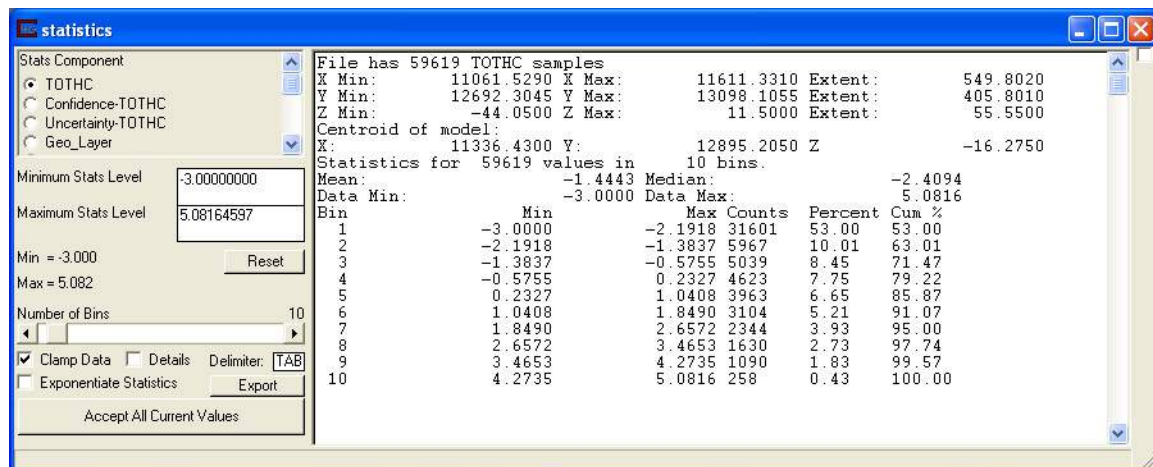 statistics
Stats Component
TOTHC
Confidence-TOTHC
Uncertainty-TOTHC
Geo_Layer
Minimum Stats Level -3.00000000
Maximum Stats Level 5.08164597
Min = -3.000 Reset
Max = 5.082
Number of Bins 10
Clamp Data Details Delimiter: TAB
Exponentiate Statistics Export
Accept All Current Values
File has 59619 TOTHC samples
X Min: 11061.5290 X Max: 11611.3310 Extent: 549.8020
Y Min: 12692.3045 Y Max: 13098.1055 Extent: 405.8010
Z Min: -44.0500 Z Max: 11.5000 Extent: 55.5500
Centroid of model:
X: 11336.4300 Y: 12895.2050 Z -16.2750
Statistics for 59619 values in 10 bins.
Mean: -1.4443 Median: -2.4094
Data Min: -3.0000 Data Max: 5.0816
Bin Min Max Counts Percent Cum %
1 -3.0000 -2.1918 31601 53.00 53.00
2 -2.1918 -1.3837 5967 10.01 63.01
3 -1.3837 -0.5755 5039 8.45 71.47
4 -0.5755 0.2327 4623 7.75 79.22
5 0.2327 1.0408 3963 6.65 85.87
6 1.0408 1.8490 3104 5.21 91.07
7 1.8490 2.6572 2344 3.93 95.00
8 2.6572 3.4653 1630 2.73 97.74
9 3.4653 4.2735 1090 1.83 99.57
10 4.2735 5.0816 258 0.43 100.00